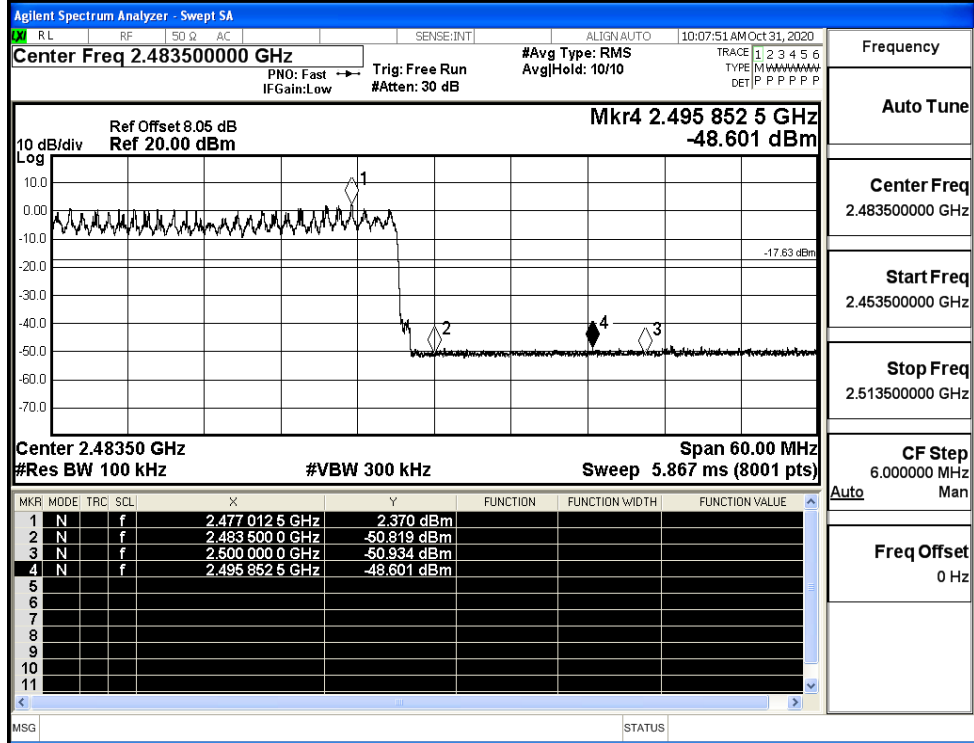 Agilent Spectrum Analyzer - Swept SA
LXI RL RF 50 Ω AC SENSE:INT ALIGN AUTO 10:07:51 AM Oct 31, 2020
Center Freq 2.483500000 GHz #Avg Type: RMS TRACE 1 2 3 4 5 6
PNO: Fast Trig: Free Run Avg|Hold: 10/10 TYPE M W W W W W
IFGain:Low #Atten: 30 dB DET P P P P P P
Mkr4 2.495 852 5 GHz
Ref Offset 8.05 dB
10 dB/div Ref 20.00 dBm -48.601 dBm
Log
10.0
1
0.00
-10.0
-17.63 dBm
-20.0
-30.0
-40.0
2 4 3
-50.0
-60.0
-70.0
Center 2.48350 GHz Span 60.00 MHz
#Res BW 100 kHz #VBW 300 kHz Sweep 5.867 ms (8001 pts)
MKR MODE TRC SCL X Y FUNCTION FUNCTION WIDTH FUNCTION VALUE
1 N f 2.477 012 5 GHz 2.370 dBm
2 N f 2.483 500 0 GHz -50.819 dBm
3 N f 2.500 000 0 GHz -50.934 dBm
4 N f 2.495 852 5 GHz -48.601 dBm
5
6
7
8
9
10
11
MSG STATUS
Frequency
Auto Tune
Center Freq
2.483500000 GHz
Start Freq
2.453500000 GHz
Stop Freq
2.513500000 GHz
CF Step
6.000000 MHz
Auto Man
Freq Offset
0 Hz